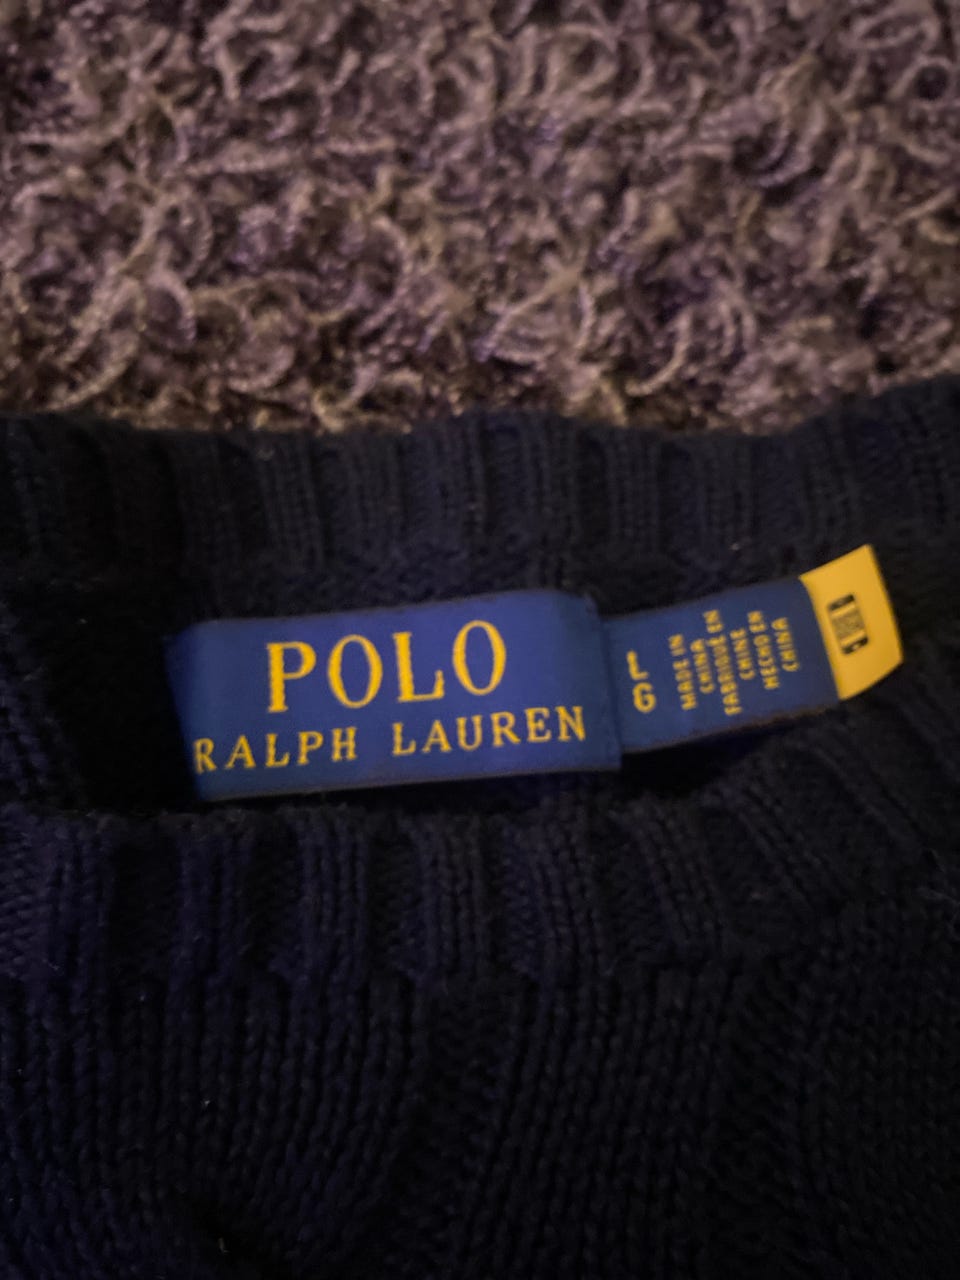 POLO
RALPH LAUREN
L
G
MADE IN
CHINA
FABRIQUÉ EN
CHINE
HECHO EN
CHINA